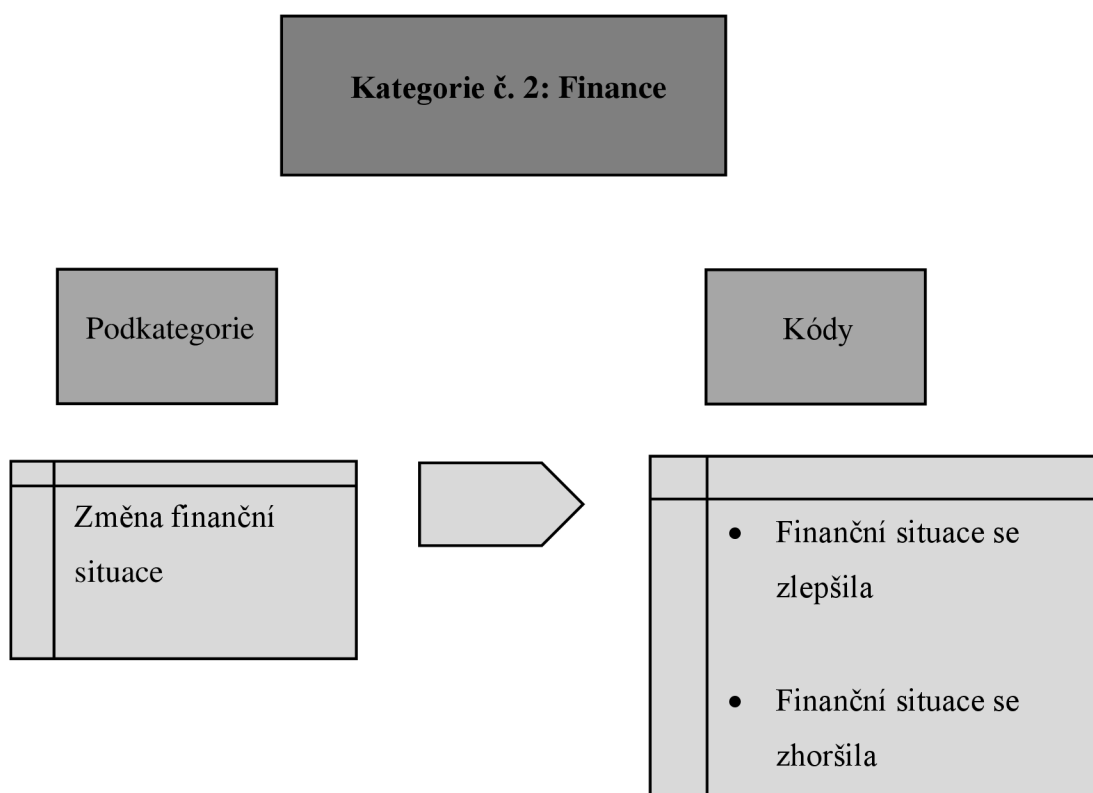 Kategorie č. 2: Finance
Podkategorie
Kódy
Změna finanční
situace
• Finanční situace se
zlepšila
• Finanční situace se
zhoršila